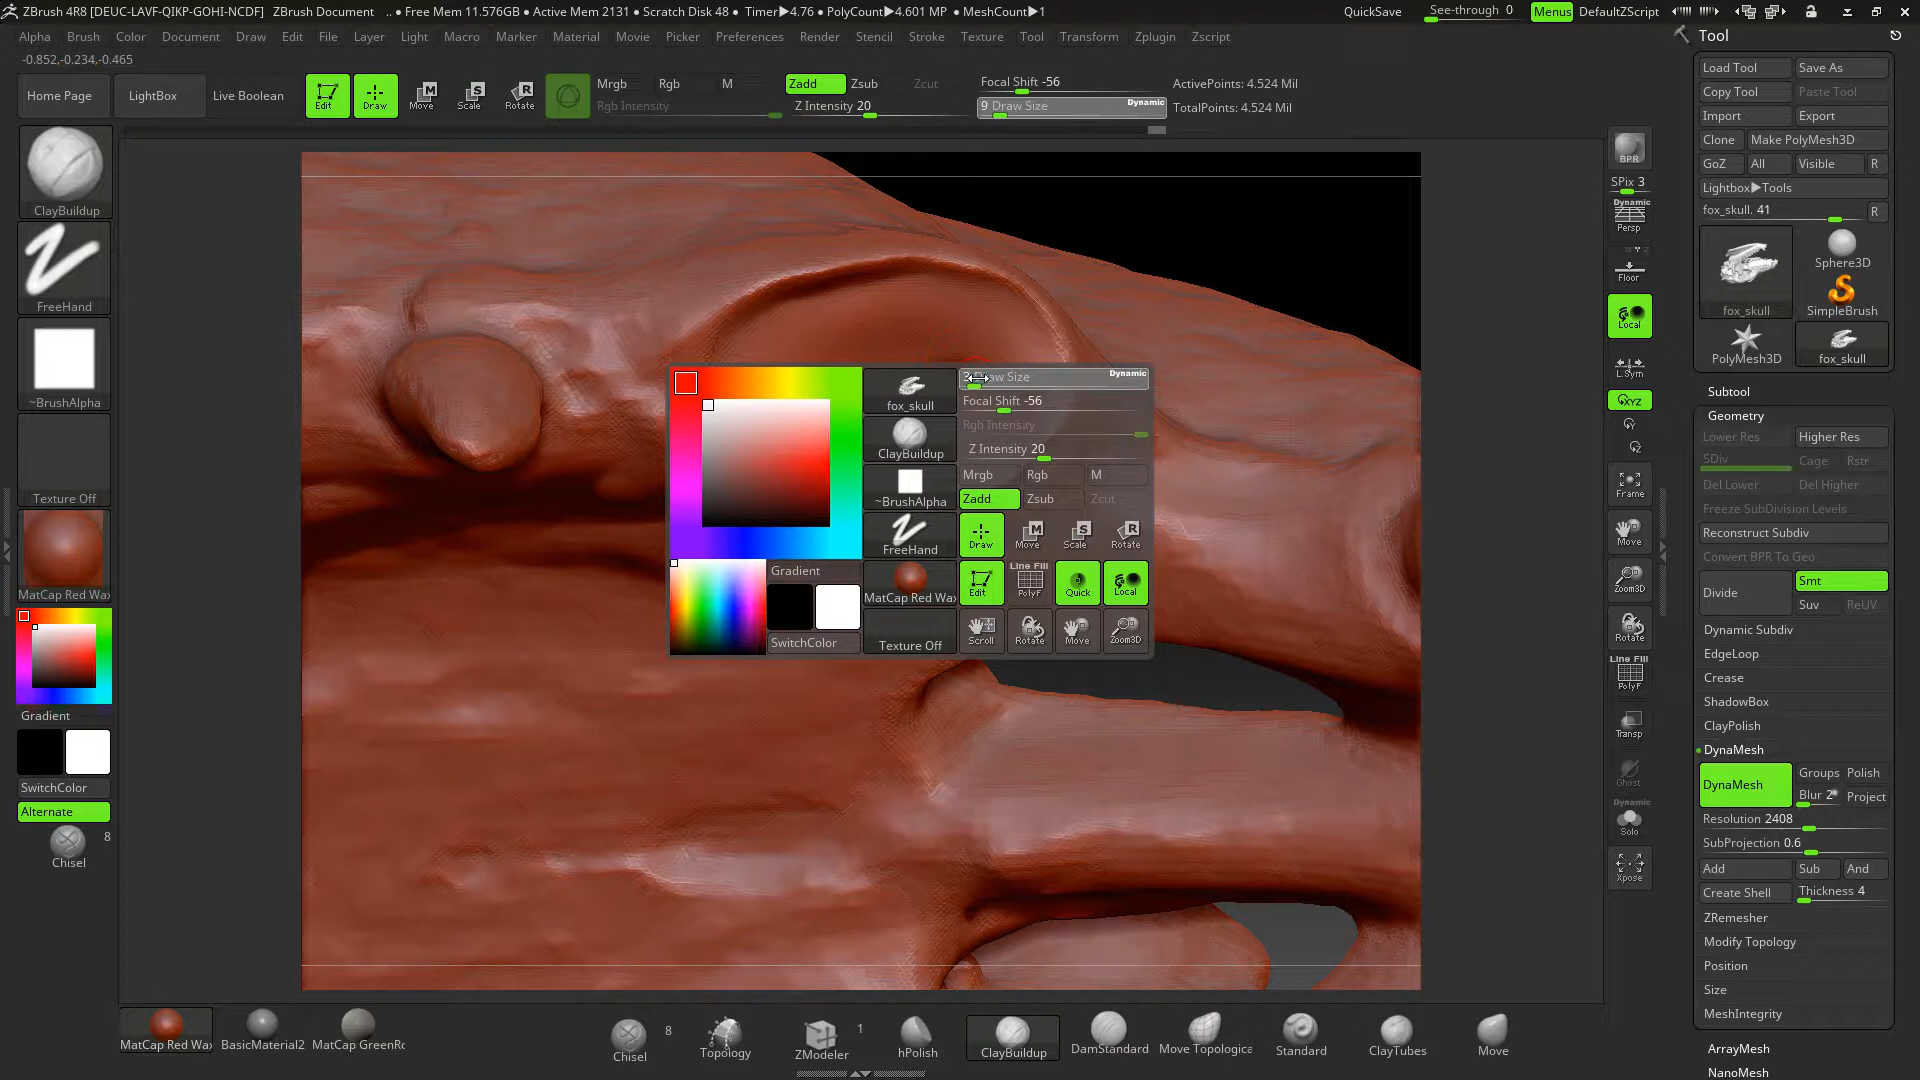 ZBrush 4R8 [DEUC-LAVF-QIKP-GOHI-NCDF] ZBrush Document .. • Free Mem 11.576GB • Active Mem 2131 • Scratch Disk 48 • Timer▶4.76 • PolyCount▶4.601 MP • MeshCount▶1 QuickSave See-through 0 Menus DefaultZScript
Alpha Brush Color Document Draw Edit File Layer Light Macro Marker Material Movie Picker Preferences Render Stencil Stroke Texture Tool Transform Zplugin Zscript
-0.852,-0.234,-0.465
Home Page LightBox Live Boolean Edit Draw Move Scale Rotate
Mrgb Rgb M Zadd Zsub Zcut Focal Shift -56 ActivePoints: 4.524 Mil
Rgb Intensity Z Intensity 20 9 Draw Size Dynamic TotalPoints: 4.524 Mil
ClayBuildup
FreeHand
~BrushAlpha
Texture Off
MatCap Red Wax
Gradient
SwitchColor
Alternate
8
Chisel
fox_skull
ClayBuildup
~BrushAlpha
FreeHand
MatCap Red Wax
Texture Off
Gradient
SwitchColor
Draw Size Dynamic
Focal Shift -56
Rgb Intensity
Z Intensity 20
Mrgb Rgb M
Zadd Zsub Zcut
Draw Move Scale Rotate
Line Fill
Edit PolyF Quick Local
Scroll Rotate Move Zoom3D
BPR
SPix 3
Dynamic
Persp
Floor
Local
L.Sym
XYZ
Frame
Move
Zoom3D
Rotate
Line Fill
PolyF
Transp
Ghost
Dynamic
Solo
Xpose
Tool
Load Tool Save As
Copy Tool Paste Tool
Import Export
Clone Make PolyMesh3D
GoZ All Visible R
Lightbox▶Tools
fox_skull. 41 R
fox_skull Sphere3D
SimpleBrush
PolyMesh3D fox_skull
Subtool
Geometry
Lower Res Higher Res
SDiv Cage Rstr
Del Lower Del Higher
Freeze SubDivision Levels
Reconstruct Subdiv
Convert BPR To Geo
Divide Smt
Suv ReUV
Dynamic Subdiv
EdgeLoop
Crease
ShadowBox
ClayPolish
DynaMesh
DynaMesh Groups Polish
Blur 2 Project
Resolution 2408
SubProjection 0.6
Add Sub And
Create Shell Thickness 4
ZRemesher
Modify Topology
Position
Size
MeshIntegrity
ArrayMesh
NanoMesh
MatCap Red Wax BasicMaterial2 MatCap GreenRo
8 1
Chisel Topology ZModeler hPolish ClayBuildup DamStandard Move Topologica Standard ClayTubes Move